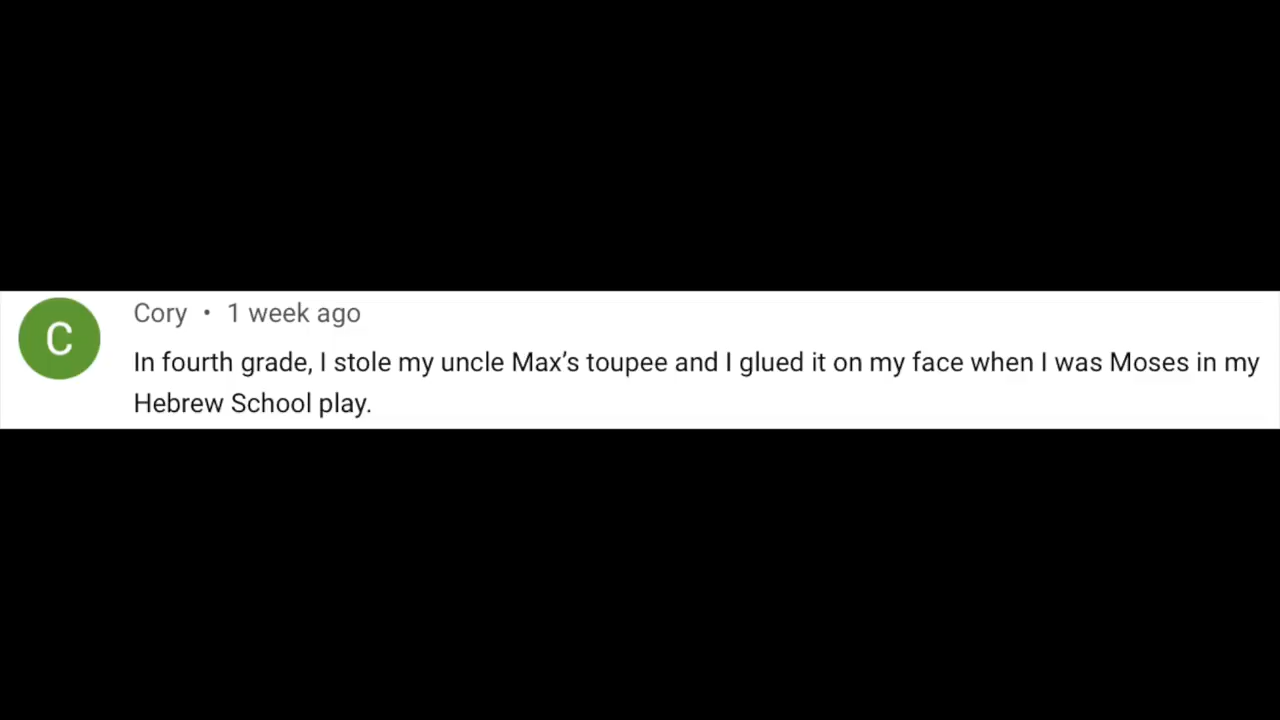 C
Cory • 1 week ago
In fourth grade, I stole my uncle Max’s toupee and I glued it on my face when I was Moses in my
Hebrew School play.